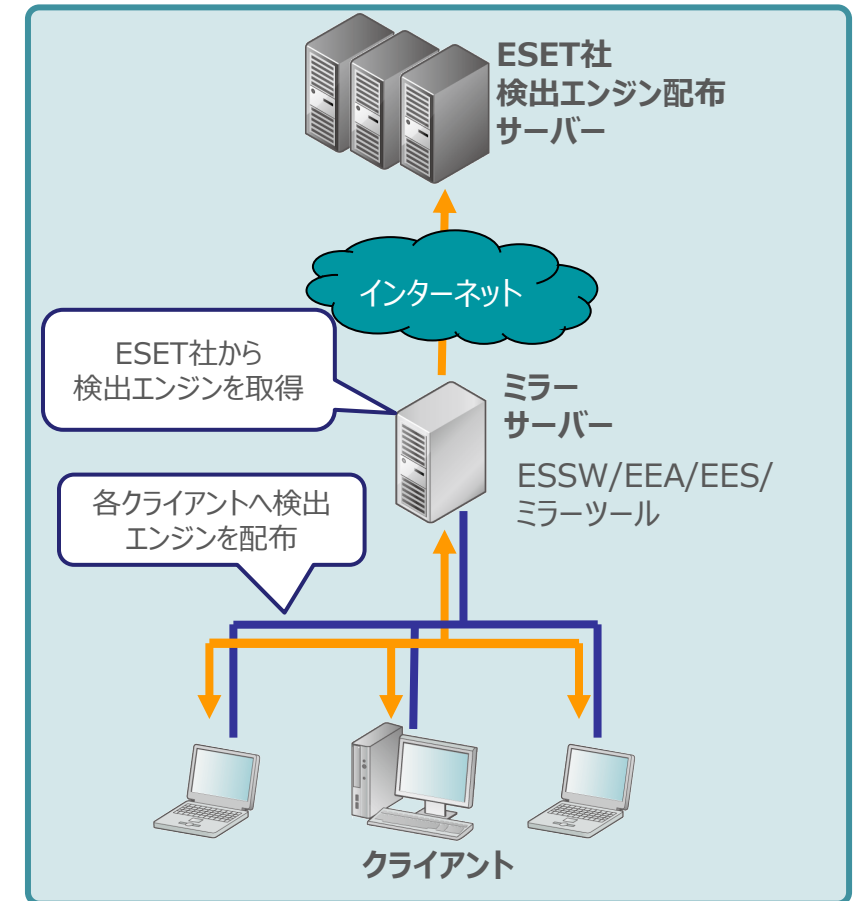 ESET社
検出エンジン配布
サーバー
インターネット
ESET社から
検出エンジンを取得
ミラー
サーバー
ESSW/EEA/EES/
ミラーツール
各クライアントへ検出
エンジンを配布
クライアント